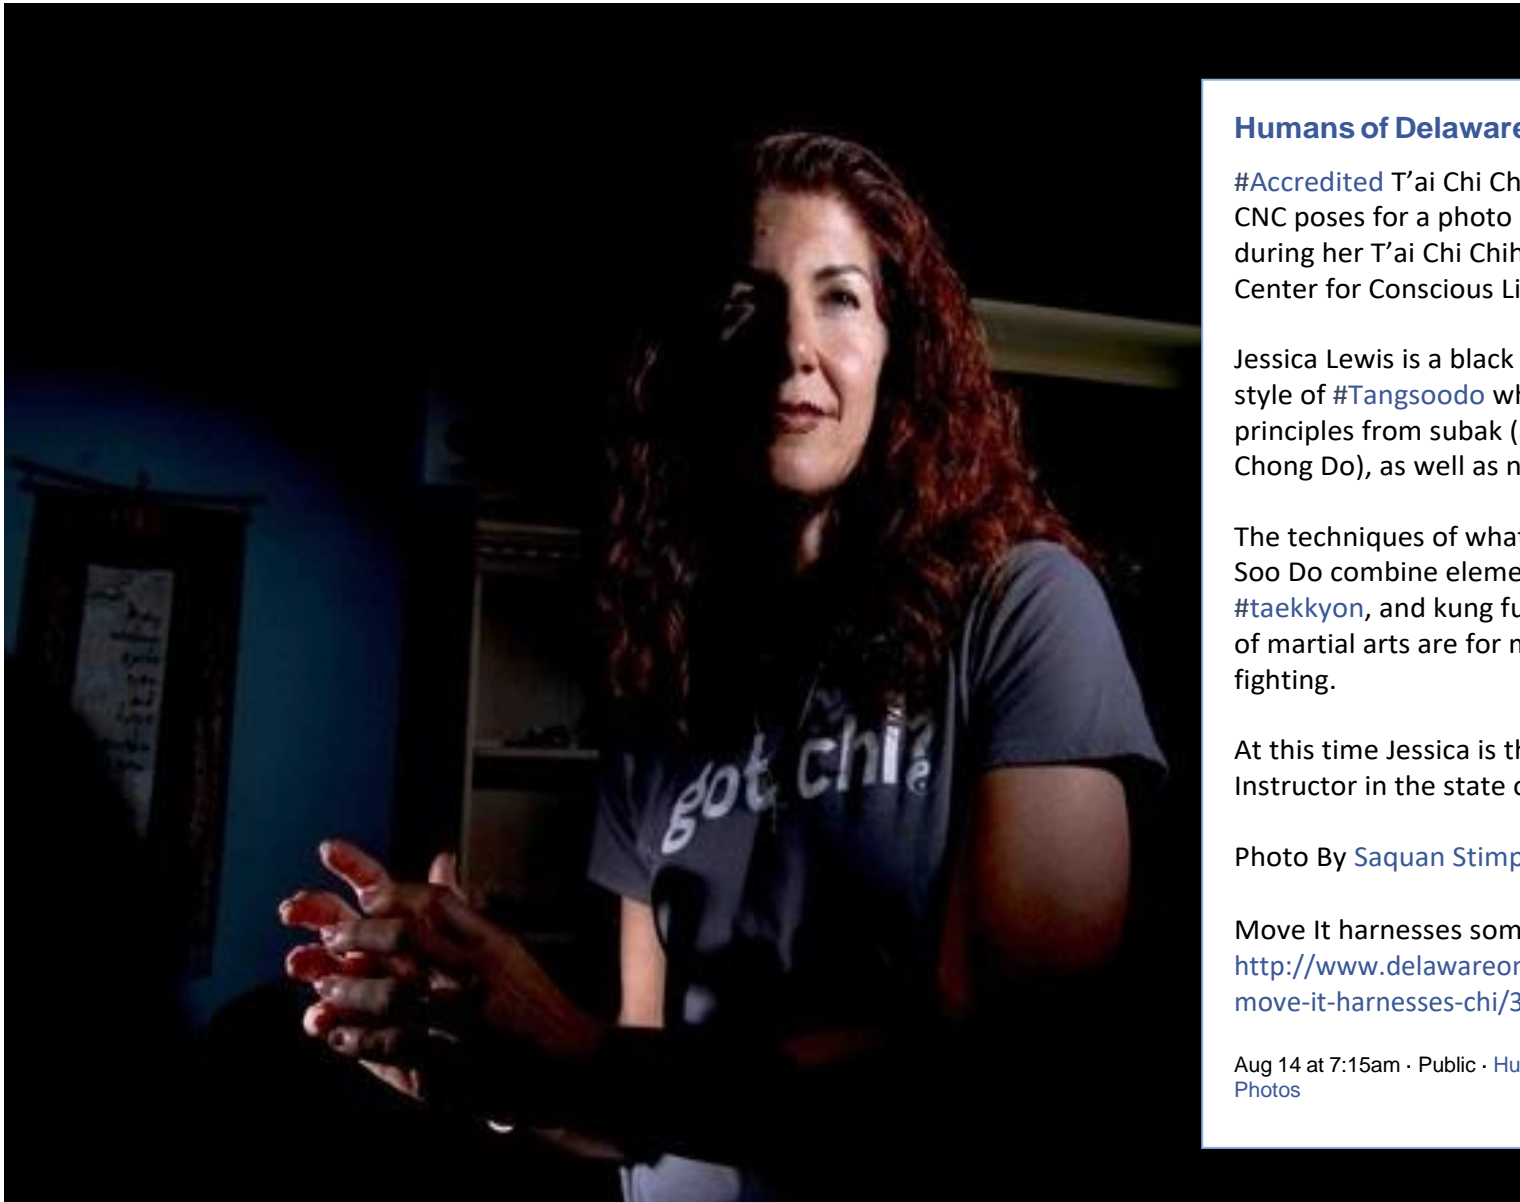 Humans of Delaware
#Accredited T’ai Chi Ch
CNC poses for a photo
during her T’ai Chi Chih
Center for Conscious Li
Jessica Lewis is a black
style of #Tangsoodo wh
principles from subak (
Chong Do), as well as n
The techniques of what
Soo Do combine eleme
#taekkyon, and kung fu
of martial arts are for m
fighting.
At this time Jessica is th
Instructor in the state o
Photo By Saquan Stimp
Move It harnesses som
http://www.delawareon
move-it-harnesses-chi/3
Aug 14 at 7:15am · Public · Hu
Photos
got chi?